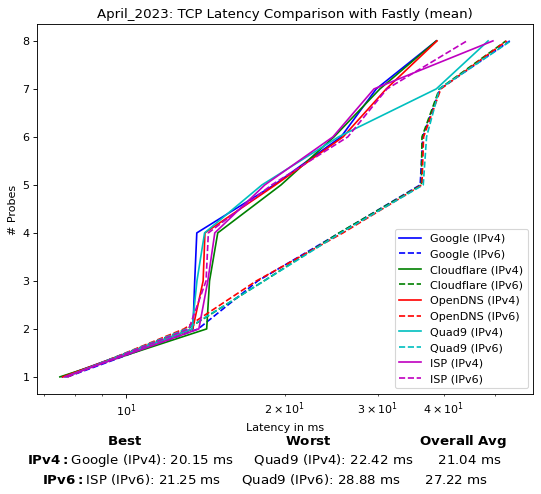 April_2023: TCP Latency Comparison with Fastly (mean)
8
7
6
5
4
3
2
1
# Probes
Google (IPv4)
Google (IPv6)
Cloudflare (IPv4)
Cloudflare (IPv6)
OpenDNS (IPv4)
OpenDNS (IPv6)
Quad9 (IPv4)
Quad9 (IPv6)
ISP (IPv4)
ISP (IPv6)
10¹ 2 × 10¹ 3 × 10¹ 4 × 10¹
Latency in ms
Best Worst Overall Avg
IPv4: Google (IPv4): 20.15 ms Quad9 (IPv4): 22.42 ms 21.04 ms
IPv6: ISP (IPv6): 21.25 ms Quad9 (IPv6): 28.88 ms 27.22 ms